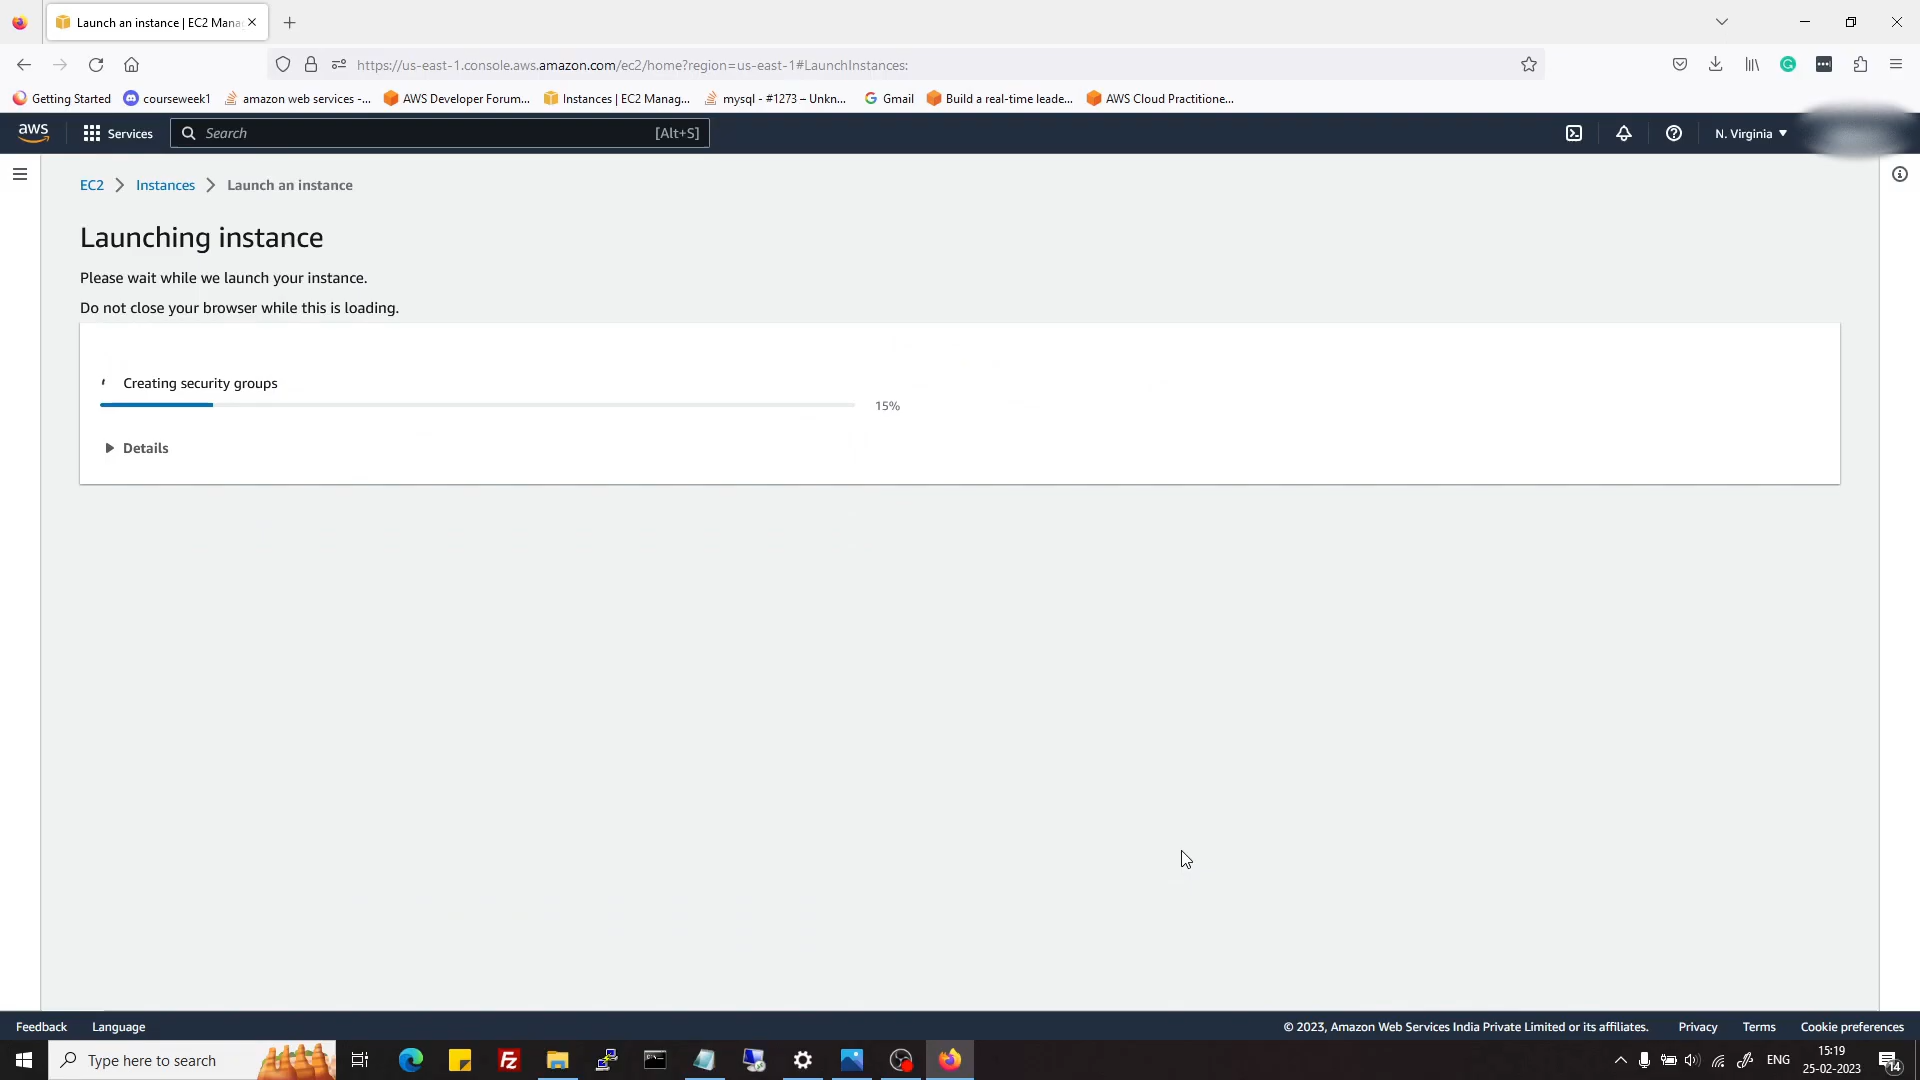 Launch an instance | EC2 Mana
https://us-east-1.console.aws.amazon.com/ec2/home?region=us-east-1#LaunchInstances:
Getting Started courseweek1 amazon web services -... AWS Developer Forum... Instances | EC2 Manag... mysql - #1273 – Unkn... Gmail Build a real-time leade... AWS Cloud Practitione...
aws Services Search [Alt+S] N. Virginia
EC2 Instances Launch an instance
Launching instance
Please wait while we launch your instance.
Do not close your browser while this is loading.
Creating security groups
15%
Details
Feedback Language © 2023, Amazon Web Services India Private Limited or its affiliates. Privacy Terms Cookie preferences
Type here to search ENG 15:19
25-02-2023 14